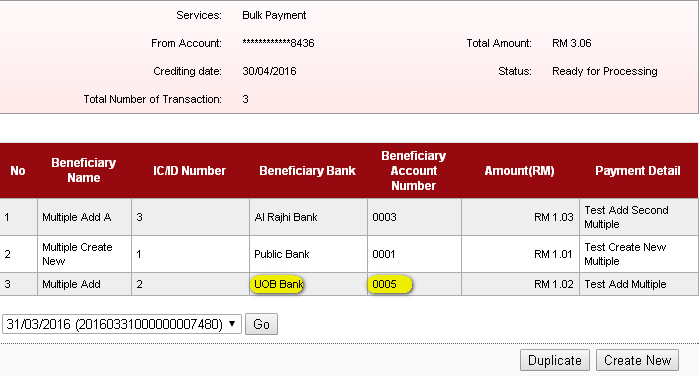 Services: Bulk Payment
From Account: ************8436 Total Amount: RM 3.06
Crediting date: 30/04/2016 Status: Ready for Processing
Total Number of Transaction: 3
No Beneficiary Name IC/ID Number Beneficiary Bank Beneficiary Account Number Amount(RM) Payment Detail
1 Multiple Add A 3 Al Rajhi Bank 0003 RM 1.03 Test Add Second Multiple
2 Multiple Create New 1 Public Bank 0001 RM 1.01 Test Create New Multiple
3 Multiple Add 2 UOB Bank 0005 RM 1.02 Test Add Multiple
31/03/2016 (20160331000000007480) Go
Duplicate Create New